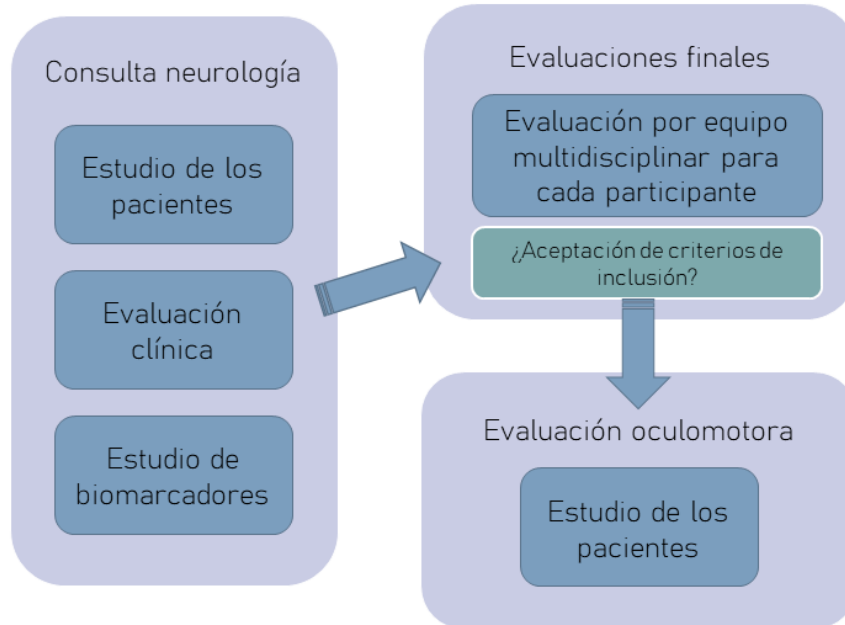 Consulta neurología
Estudio de los
pacientes
Evaluación
clínica
Estudio de
biomarcadores
Evaluaciones finales
Evaluación por equipo
multidisciplinar para
cada participante
¿Aceptación de criterios de
inclusión?
Evaluación oculomotora
Estudio de los
pacientes